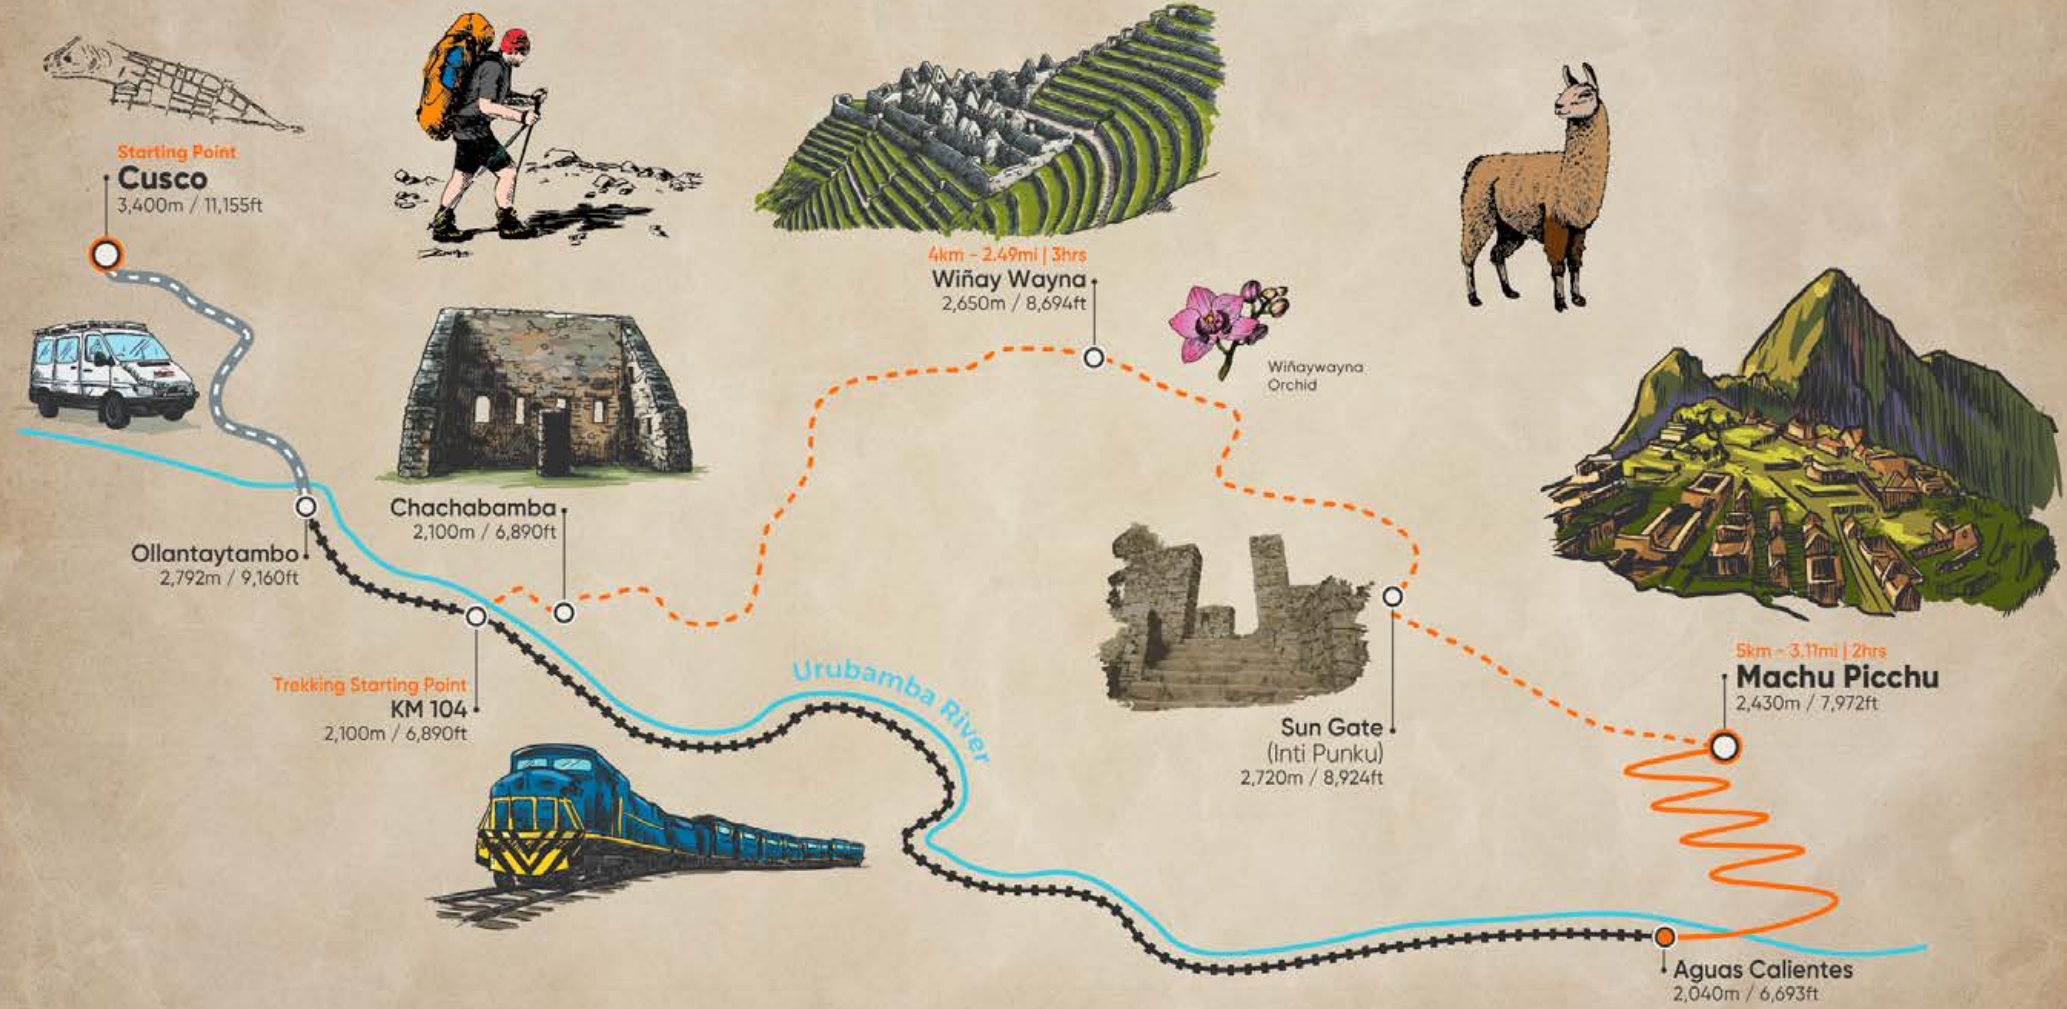 Starting Point
Cusco
3,400m / 11,155ft
4km - 2.49mi | 3hrs
Wiñay Wayna
2,650m / 8,694ft
Wiñaywayna
Orchid
Chachabamba
2,100m / 6,890ft
Ollantaytambo
2,792m / 9,160ft
Trekking Starting Point
KM 104
2,100m / 6,890ft
Urubamba River
Sun Gate
(Inti Punku)
2,720m / 8,924ft
5km - 3.11mi | 2hrs
Machu Picchu
2,430m / 7,972ft
Aguas Calientes
2,040m / 6,693ft